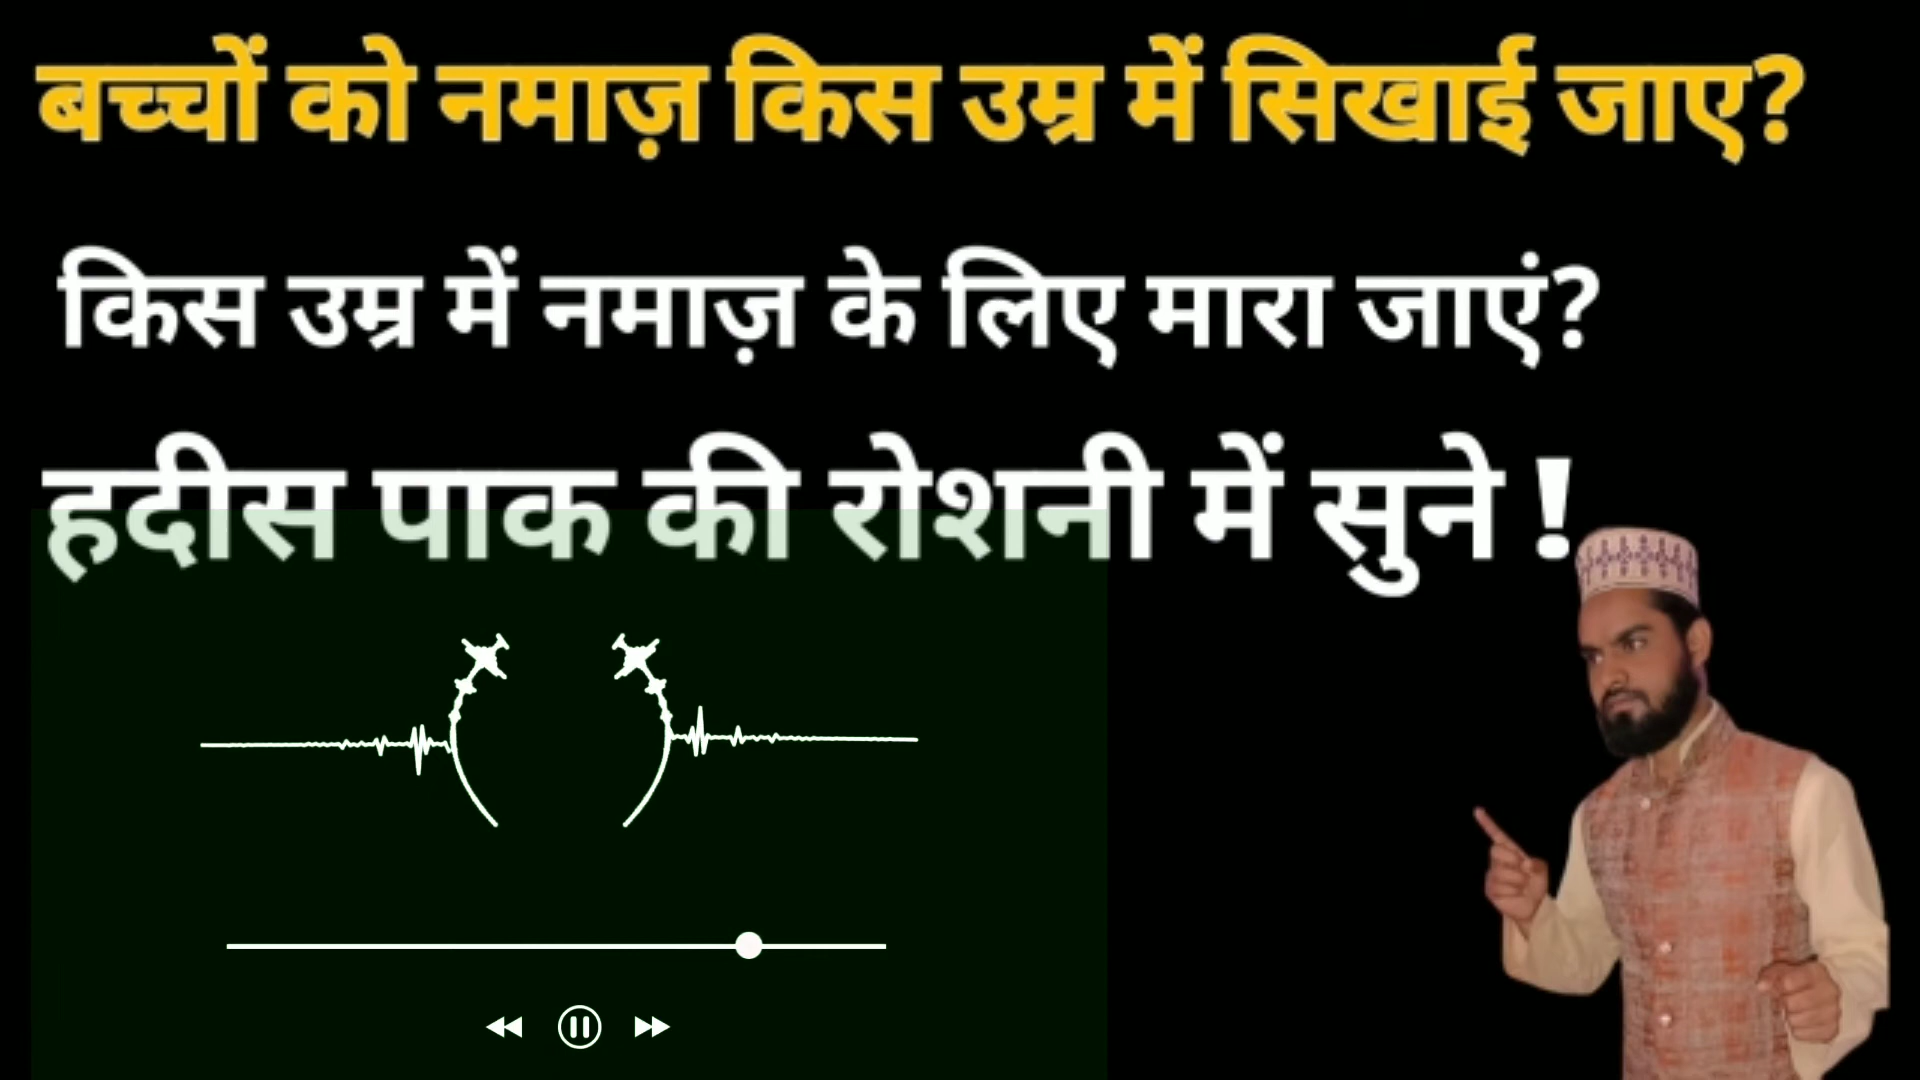 बच्चों को नमाज़ किस उम्र में सिखाई जाए?
किस उम्र में नमाज़ के लिए मारा जाएं?
हदीस पाक की रोशनी में सुने !